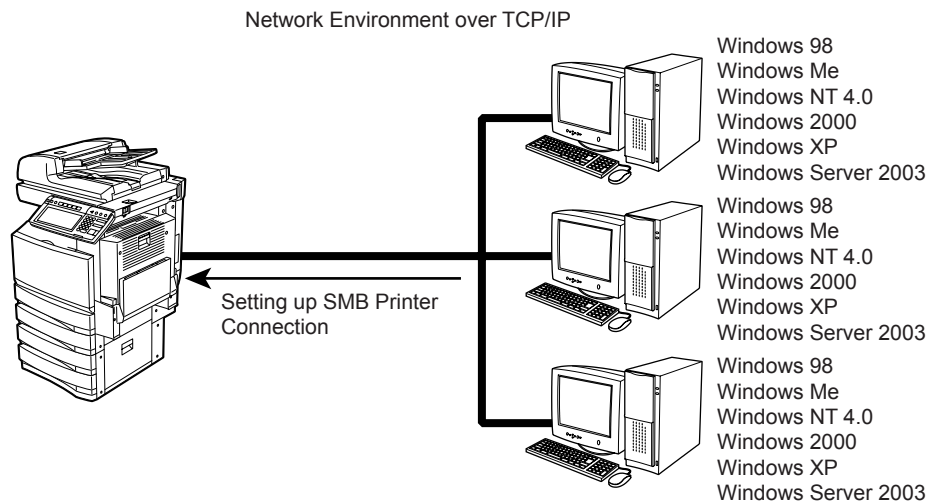 Network Environment over TCP/IP
Windows 98
Windows Me
Windows NT 4.0
Windows 2000
Windows XP
Windows Server 2003
Setting up SMB Printer
Connection
Windows 98
Windows Me
Windows NT 4.0
Windows 2000
Windows XP
Windows Server 2003
Windows 98
Windows Me
Windows NT 4.0
Windows 2000
Windows XP
Windows Server 2003